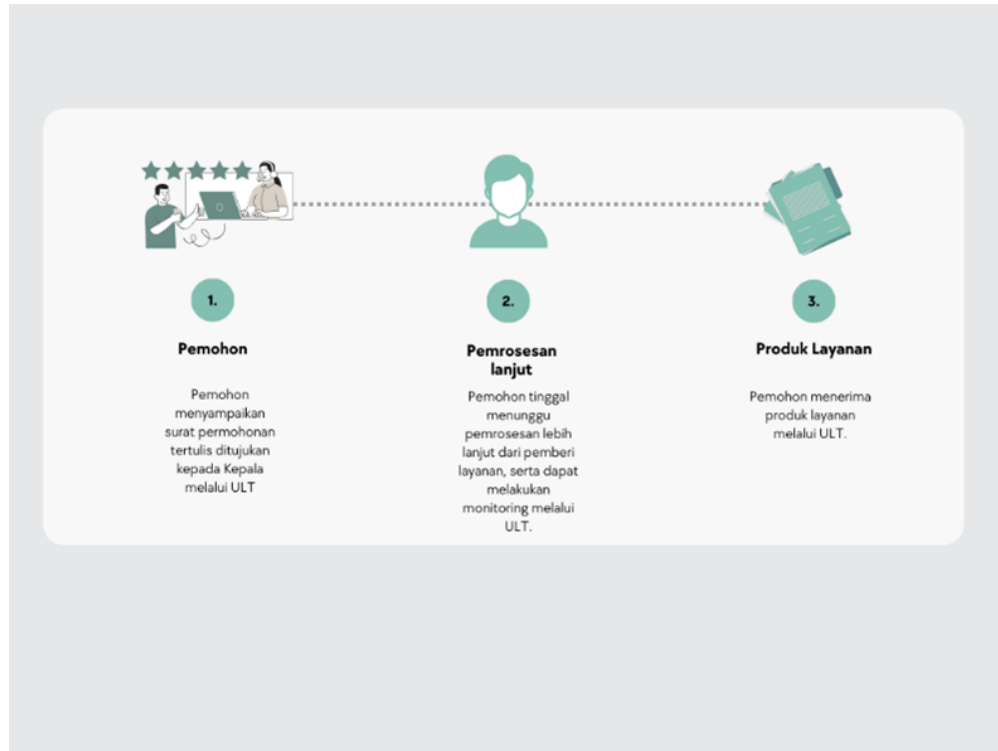 1.
Pemohon
Pemohon
menyampaikan
surat permohonan
tertulis ditujukan
kepada Kepala
melalui ULT
2.
Pemrosesan
lanjut
Pemohon tinggal
menunggu
pemrosesan lebih
lanjut dari pemberi
layanan, serta dapat
melakukan
monitoring melalui
ULT.
3.
Produk Layanan
Pemohon menerima
produk layanan
melalui ULT.